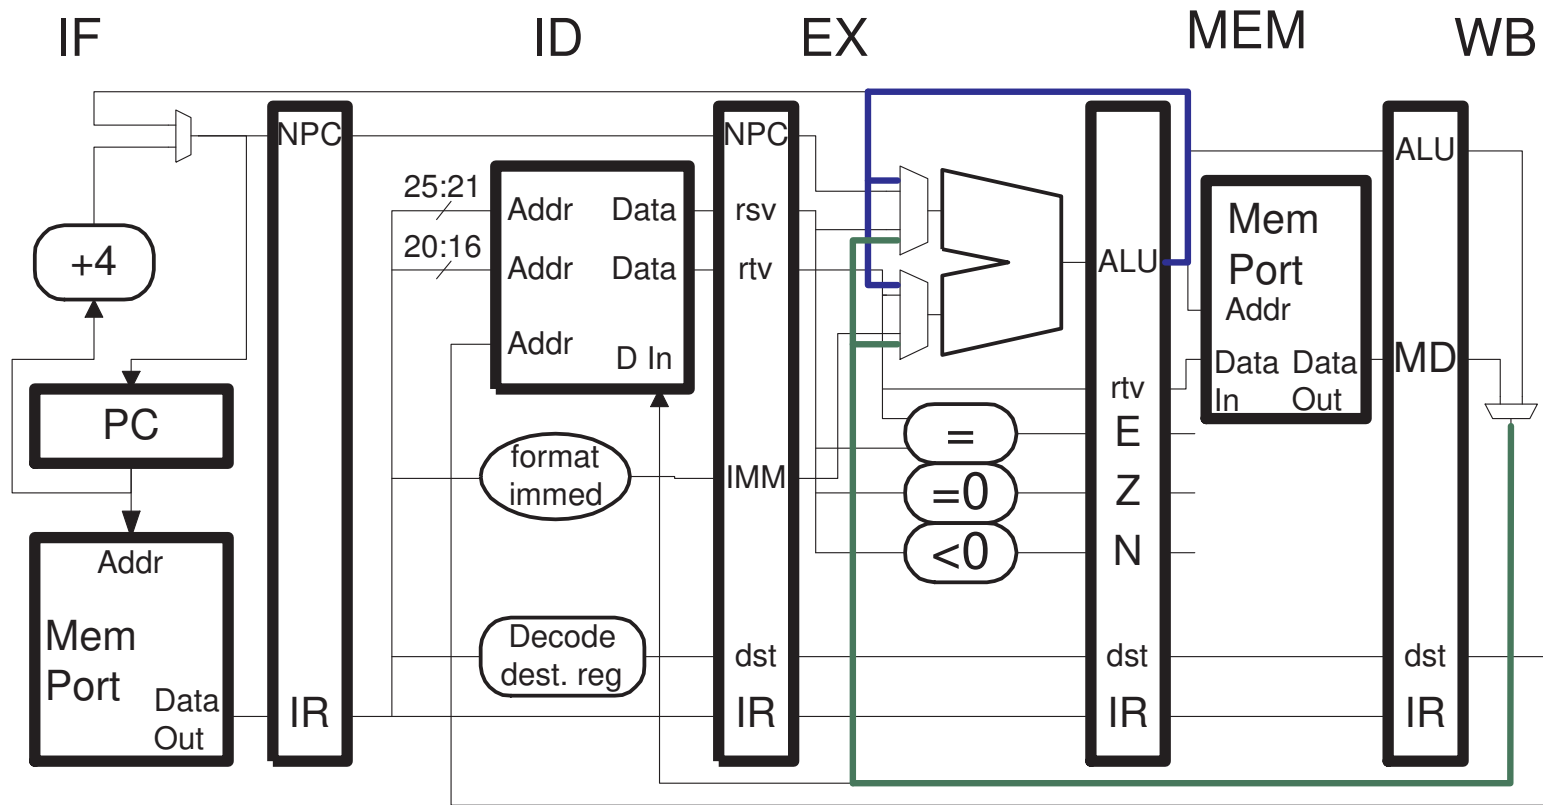 IF
ID
EX
MEM
WB
+4
PC
Addr
Mem
Port
Data
Out
NPC
IR
25:21
20:16
Addr
Data
Addr
Data
Addr
D In
format
immed
Decode
dest. reg
NPC
rsv
rtv
IMM
dst
IR
=
=0
<0
ALU
rtv
E
Z
N
dst
IR
Mem
Port
Addr
Data
In
Data
Out
ALU
MD
dst
IR